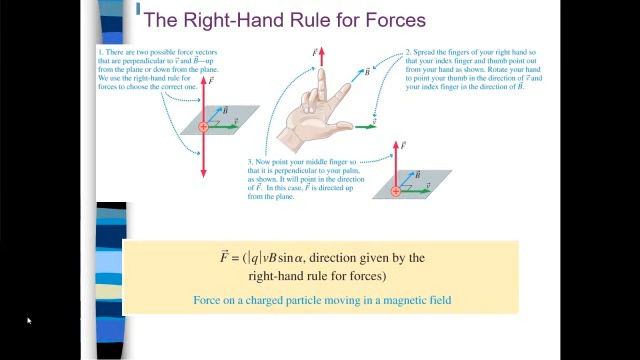 The Right-Hand Rule for Forces
1. There are two possible force vectors
that are perpendicular to v⃗ and B⃗—up
from the plane or down from the plane.
We use the right-hand rule for
forces to choose the correct one.
F⃗
B⃗
v⃗
F⃗
B⃗
v⃗
2. Spread the fingers of your right hand so
that your index finger and thumb point out
from your hand as shown. Rotate your hand
to point your thumb in the direction of v⃗ and
your index finger in the direction of B⃗.
3. Now point your middle finger so
that it is perpendicular to your palm,
as shown. It will point in the direction
of F⃗. In this case, F⃗ is directed up
from the plane.
F⃗
B⃗
v⃗
F⃗ = (|q|vB sin α, direction given by the
right-hand rule for forces)
Force on a charged particle moving in a magnetic field